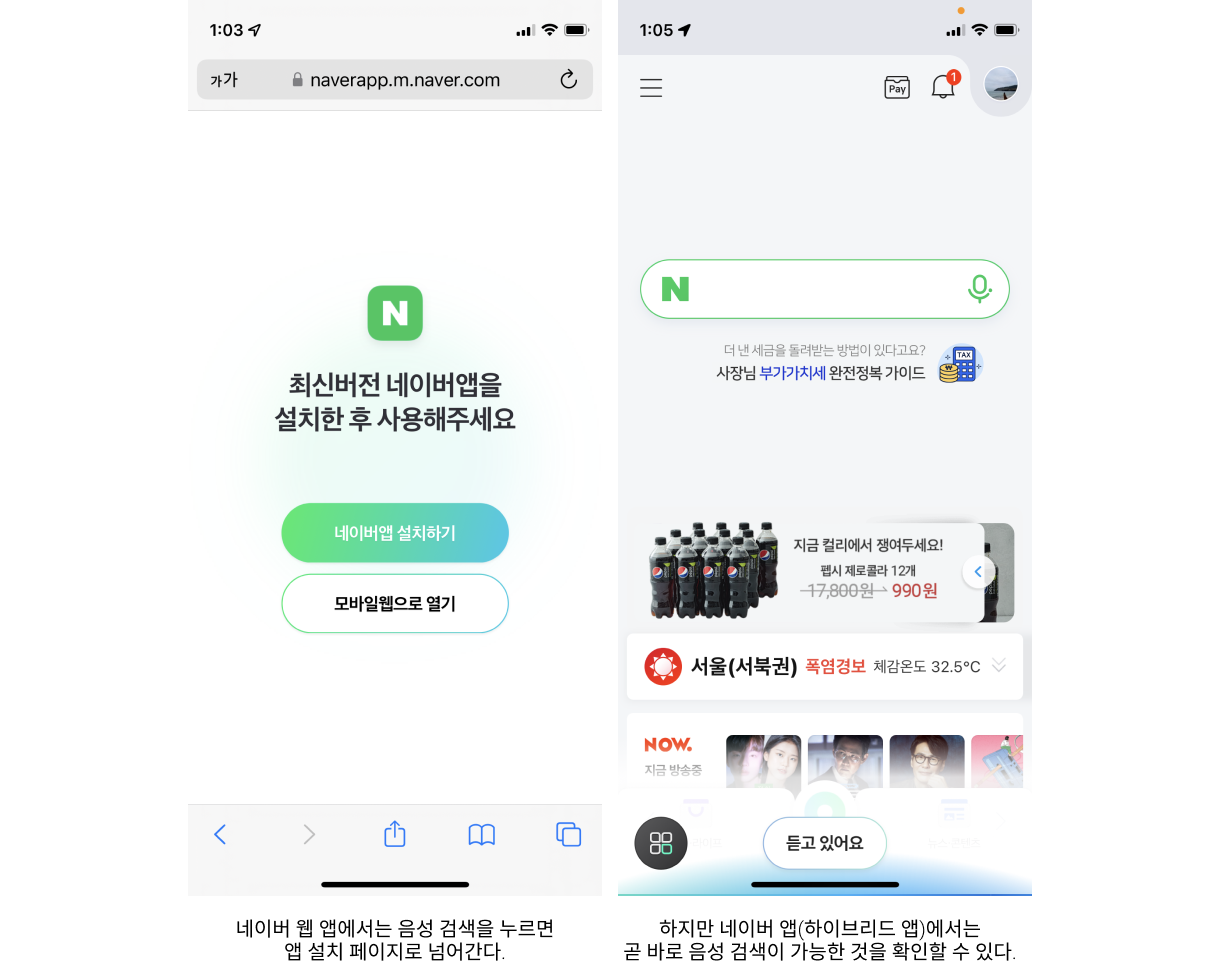 1:03
가가 naverapp.m.naver.com
N
최신버전 네이버앱을
설치한 후 사용해주세요
네이버앱 설치하기
모바일웹으로 열기
네이버 웹 앱에서는 음성 검색을 누르면
앱 설치 페이지로 넘어간다.
1:05
Pay 1
N
더 낸 세금을 돌려받는 방법이 있다고요?
사장님 부가가치세 완전정복 가이드
TAX
지금 컬리에서 쟁여두세요!
펩시 제로콜라 12개
17,800원→ 990원
서울(서북권) 폭염경보 체감온도 32.5°C
NOW.
지금 방송중
듣고 있어요
하지만 네이버 앱(하이브리드 앱)에서는
곧 바로 음성 검색이 가능한 것을 확인할 수 있다.